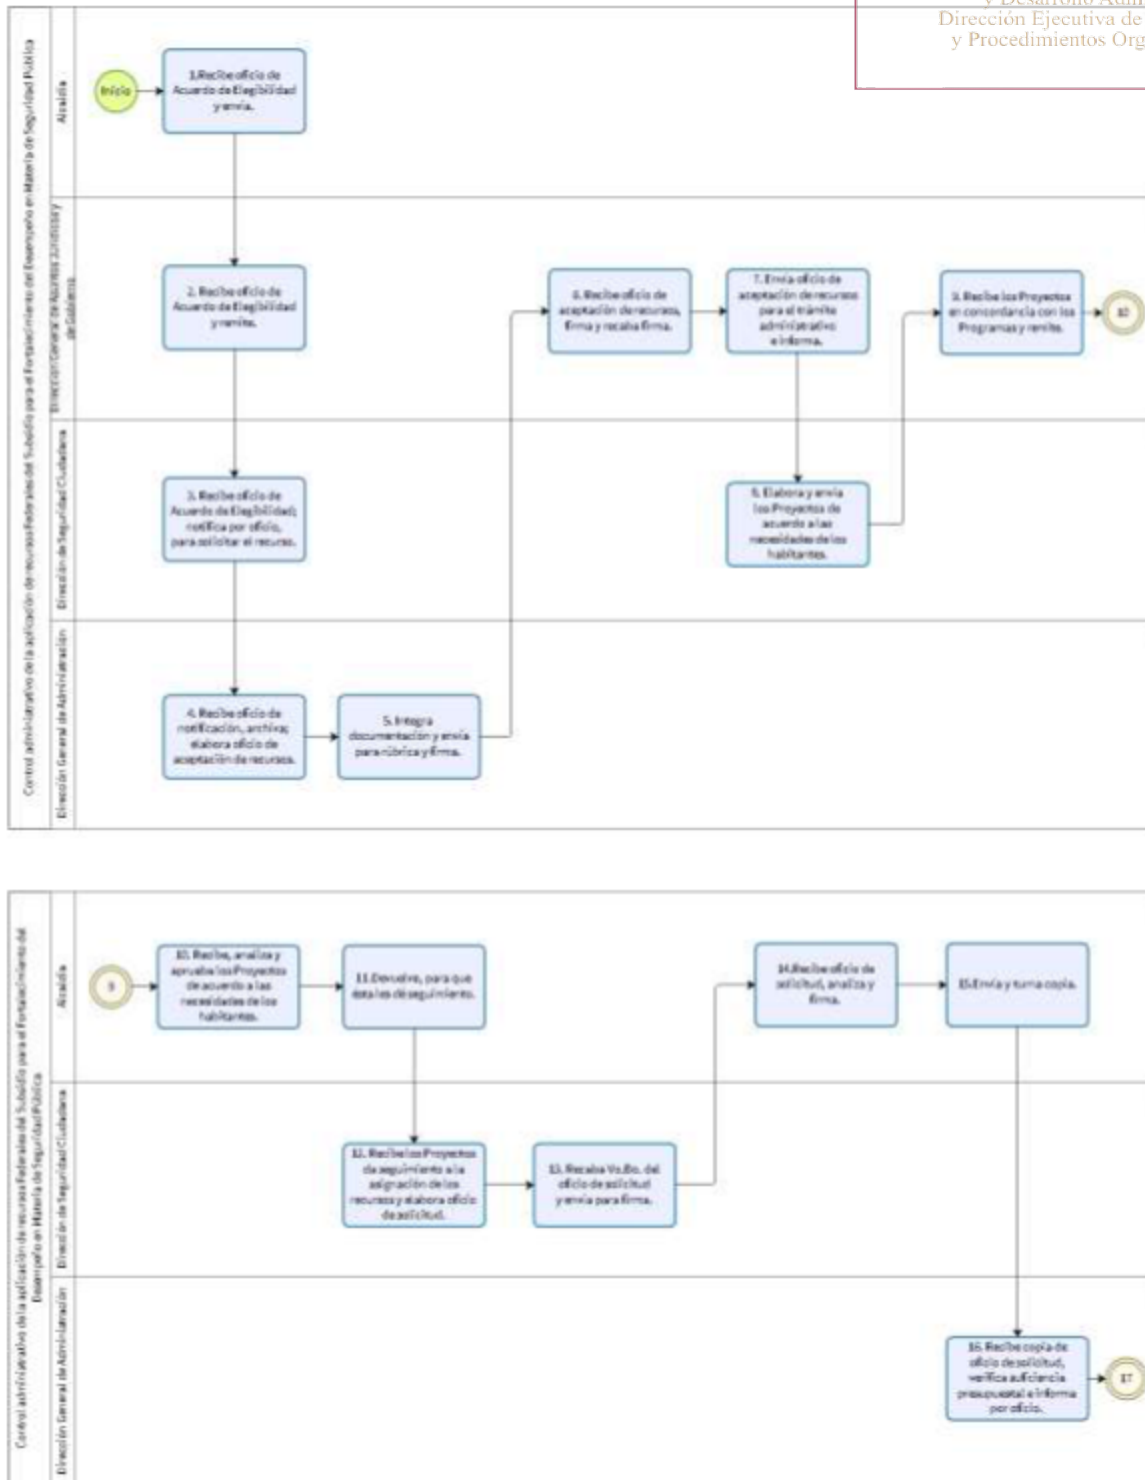 y Desarrollo Admi
Dirección Ejecutiva de
y Procedimientos Org
Control administrativo de la aplicación de recursos Federales del Subsidio para el Fortalecimiento del Desempeño en Materia de Seguridad Pública
Alcaldía
Inicio
1.Recibe oficio de
Acuerdo de Elegibilidad
y envía.
Dirección General de Asuntos Jurídicos y
de Gobierno
2. Recibe oficio de
Acuerdo de Elegibilidad
y remite.
6. Recibe oficio de
aceptación de recursos,
firma y recaba firma.
7. Envía oficio de
aceptación de recursos
para el trámite
administrativo
e informa.
9. Recibe los Proyectos
en concordancia con los
Programas y remite.
10
Dirección de Seguridad Ciudadana
3. Recibe oficio de
Acuerdo de Elegibilidad;
notifica por oficio,
para solicitar el recurso.
Elabora y envía
los Proyectos de
acuerdo a las
necesidades de los
habitantes.
Dirección General de Administración
4. Recibe oficio de
notificación, archiva;
elabora oficio de
aceptación de recursos.
5. Integra
documentación y envía
para rúbrica y firma.
Control administrativo de la aplicación de recursos Federales del Subsidio para el Fortalecimiento del
Desempeño en Materia de Seguridad Pública
Alcaldía
9
10. Recibe, analiza y
aprueba los Proyectos
de acuerdo a las
necesidades de los
habitantes.
11.Devuelve, para que
ésta les dé seguimiento.
14.Recibe oficio de
solicitud, analiza y
firma.
15.Envía y turna copia.
Dirección de Seguridad Ciudadana
12. Recibe los Proyectos
da seguimiento a la
asignación de los
recursos y elabora oficio
de solicitud.
13. Recaba Vo.Bo. del
oficio de solicitud
y envía para firma.
Dirección General de Administración
16. Recibe copia de
oficio de solicitud,
verifica suficiencia
presupuestal e informa
por oficio.
17